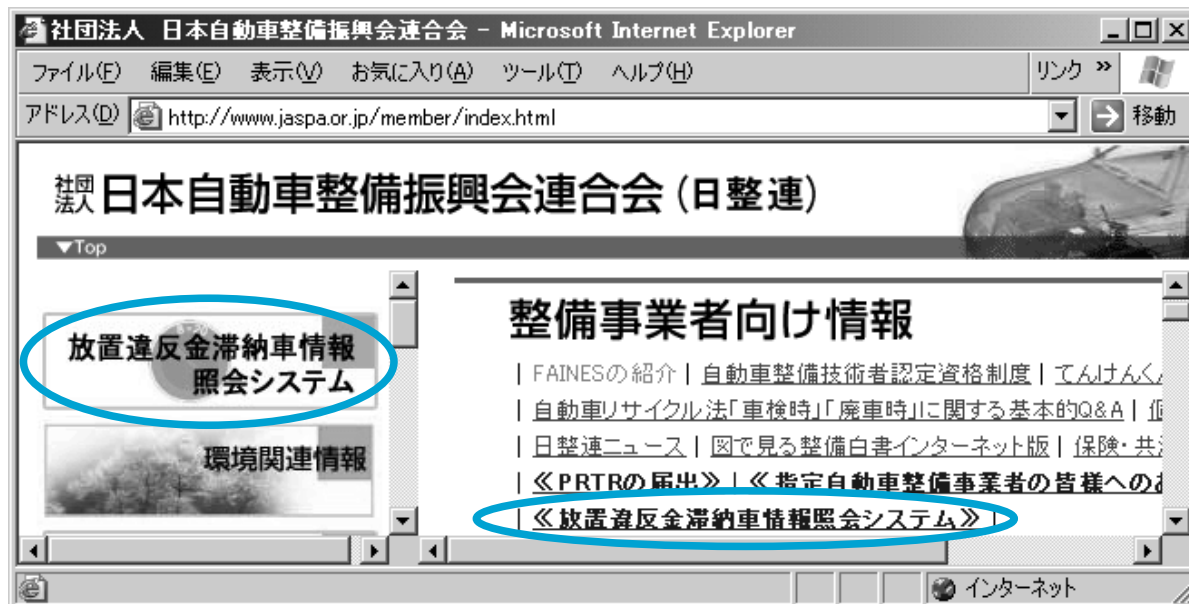 社団法人 日本自動車整備振興会連合会 - Microsoft Internet Explorer
ファイル(F) 編集(E) 表示(V) お気に入り(A) ツール(T) ヘルプ(H) リンク »
アドレス(D) http://www.jaspa.or.jp/member/index.html 移動
社団法人 日本自動車整備振興会連合会 (日整連)
▼Top
放置違反金滞納車情報
照会システム
環境関連情報
整備事業者向け情報
| FAINESの紹介 | 自動車整備技術者認定資格制度 | てんけんくん
| 自動車リサイクル法「車検時」「廃車時」に関する基本的Q&A |
| 日整連ニュース | 図で見る整備白書インターネット版 | 保険・共
| ≪PRTRの届出≫ | ≪指定自動車整備事業者の皆様への
| ≪放置違反金滞納車情報照会システム≫ |
インターネット